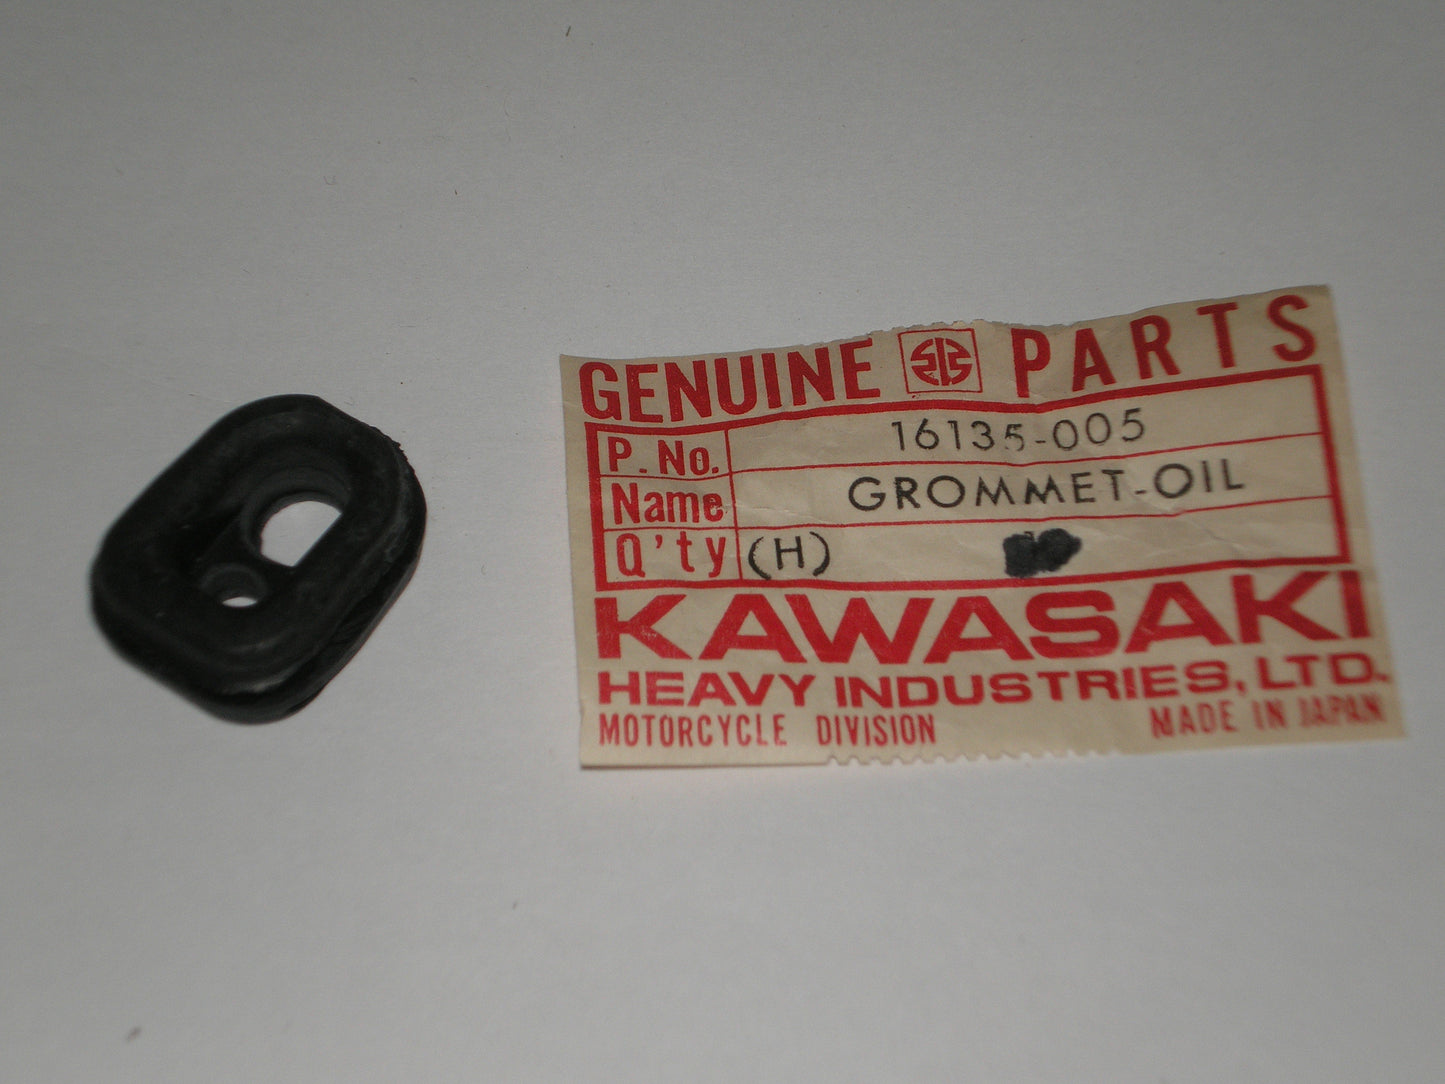 GENUINE PARTS
P.No. 16135-005
Name GROMMET-OIL
Q'ty (H)
KAWASAKI
HEAVY INDUSTRIES, LTD.
MOTORCYCLE DIVISION MADE IN JAPAN